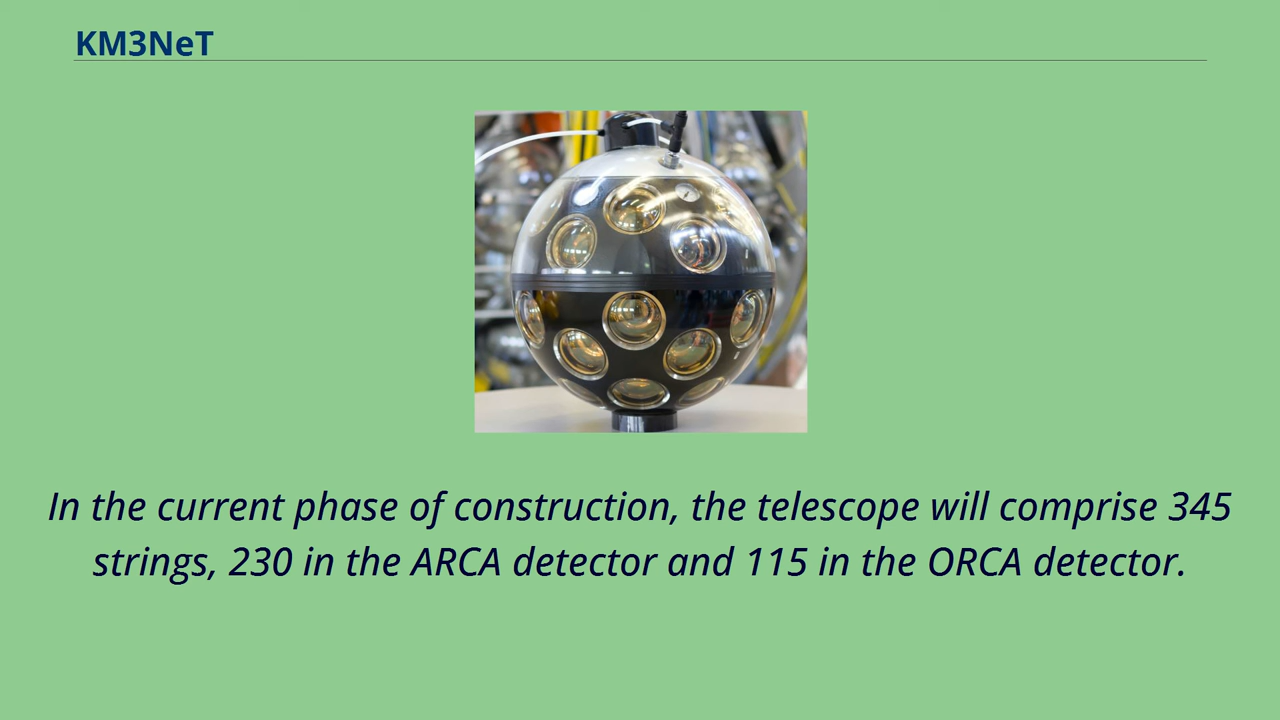 KM3NeT
In the current phase of construction, the telescope will comprise 345
strings, 230 in the ARCA detector and 115 in the ORCA detector.